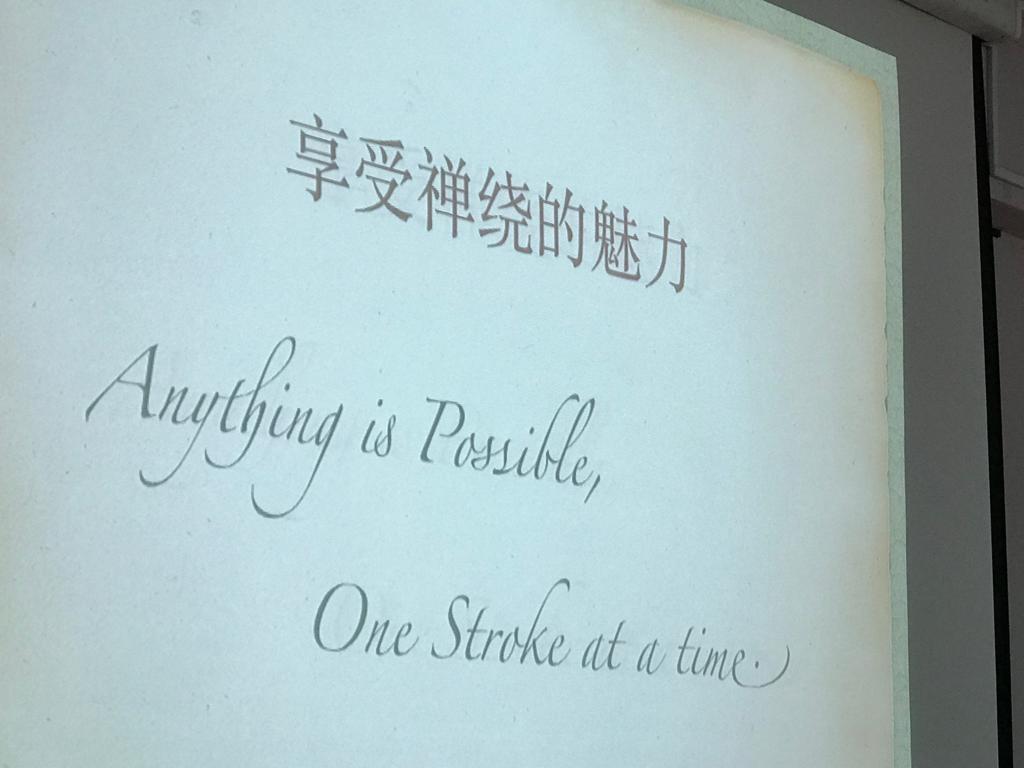 享受禅绕的魅力
Anything is Possible,
One Stroke at a time.